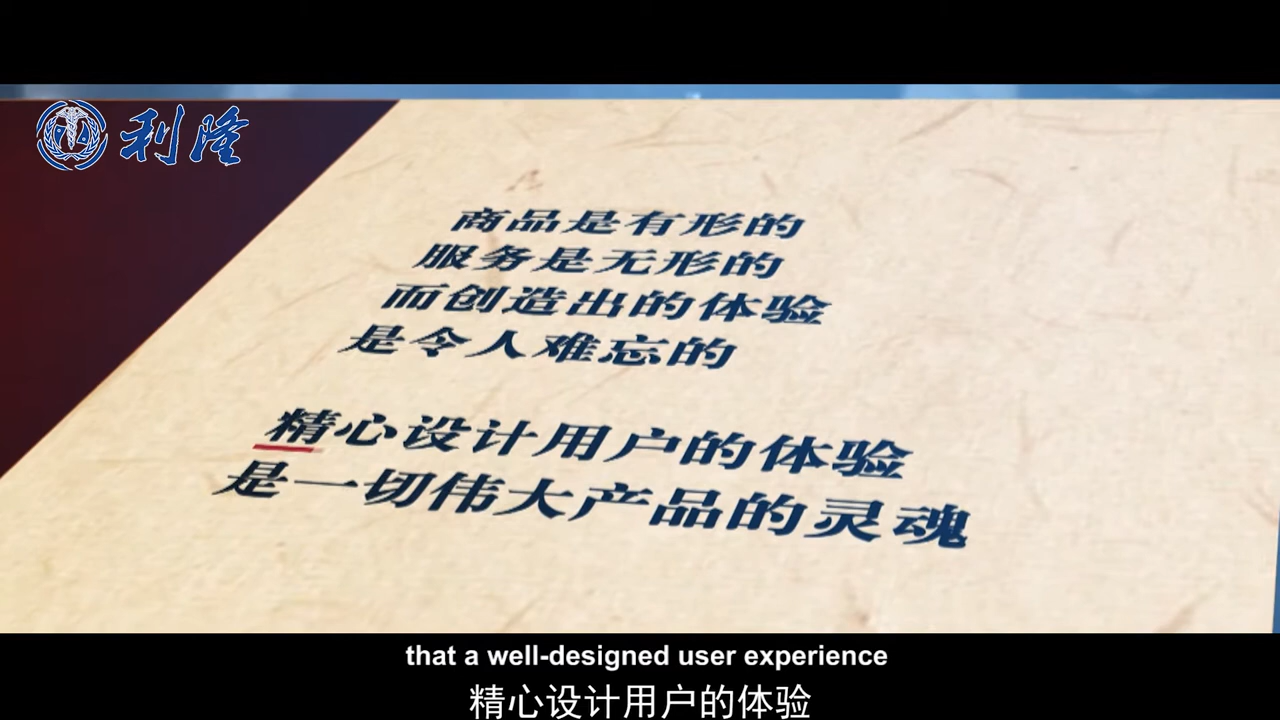 利隆
商品是有形的
服务是无形的
而创造出的体验
是令人难忘的
精心设计用户的体验
是一切伟大产品的灵魂
that a well-designed user experience
精心设计用户的体验